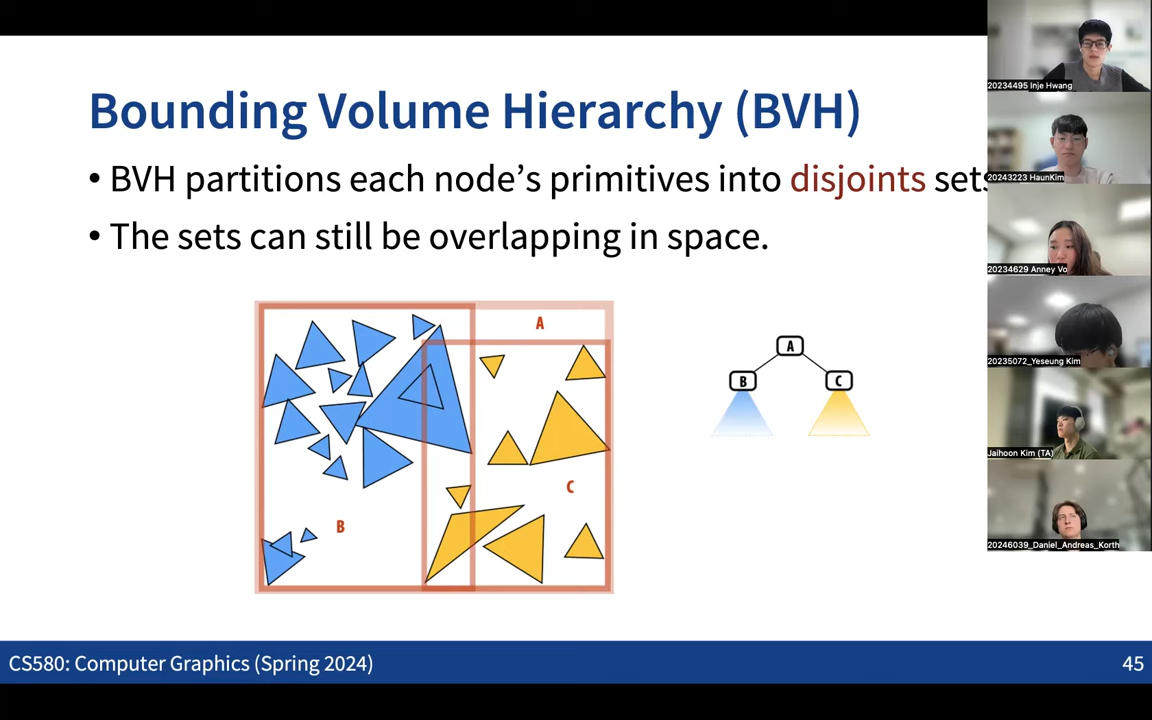 Bounding Volume Hierarchy (BVH)
• BVH partitions each node’s primitives into disjoints sets
• The sets can still be overlapping in space.
A
C
B
A
B
C
CS580: Computer Graphics (Spring 2024)
45
20234495 Inje Hwang
20243223 HaunKim
20234629 Anney Vo
20235072_Yeseung Kim
Jaihoon Kim (TA)
20246039_Daniel_Andreas_Korth